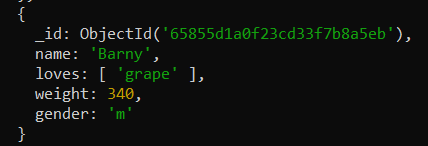 {
_id: ObjectId('65855d1a0f23cd33f7b8a5eb'),
name: 'Barny',
loves: [ 'grape' ],
weight: 340,
gender: 'm'
}